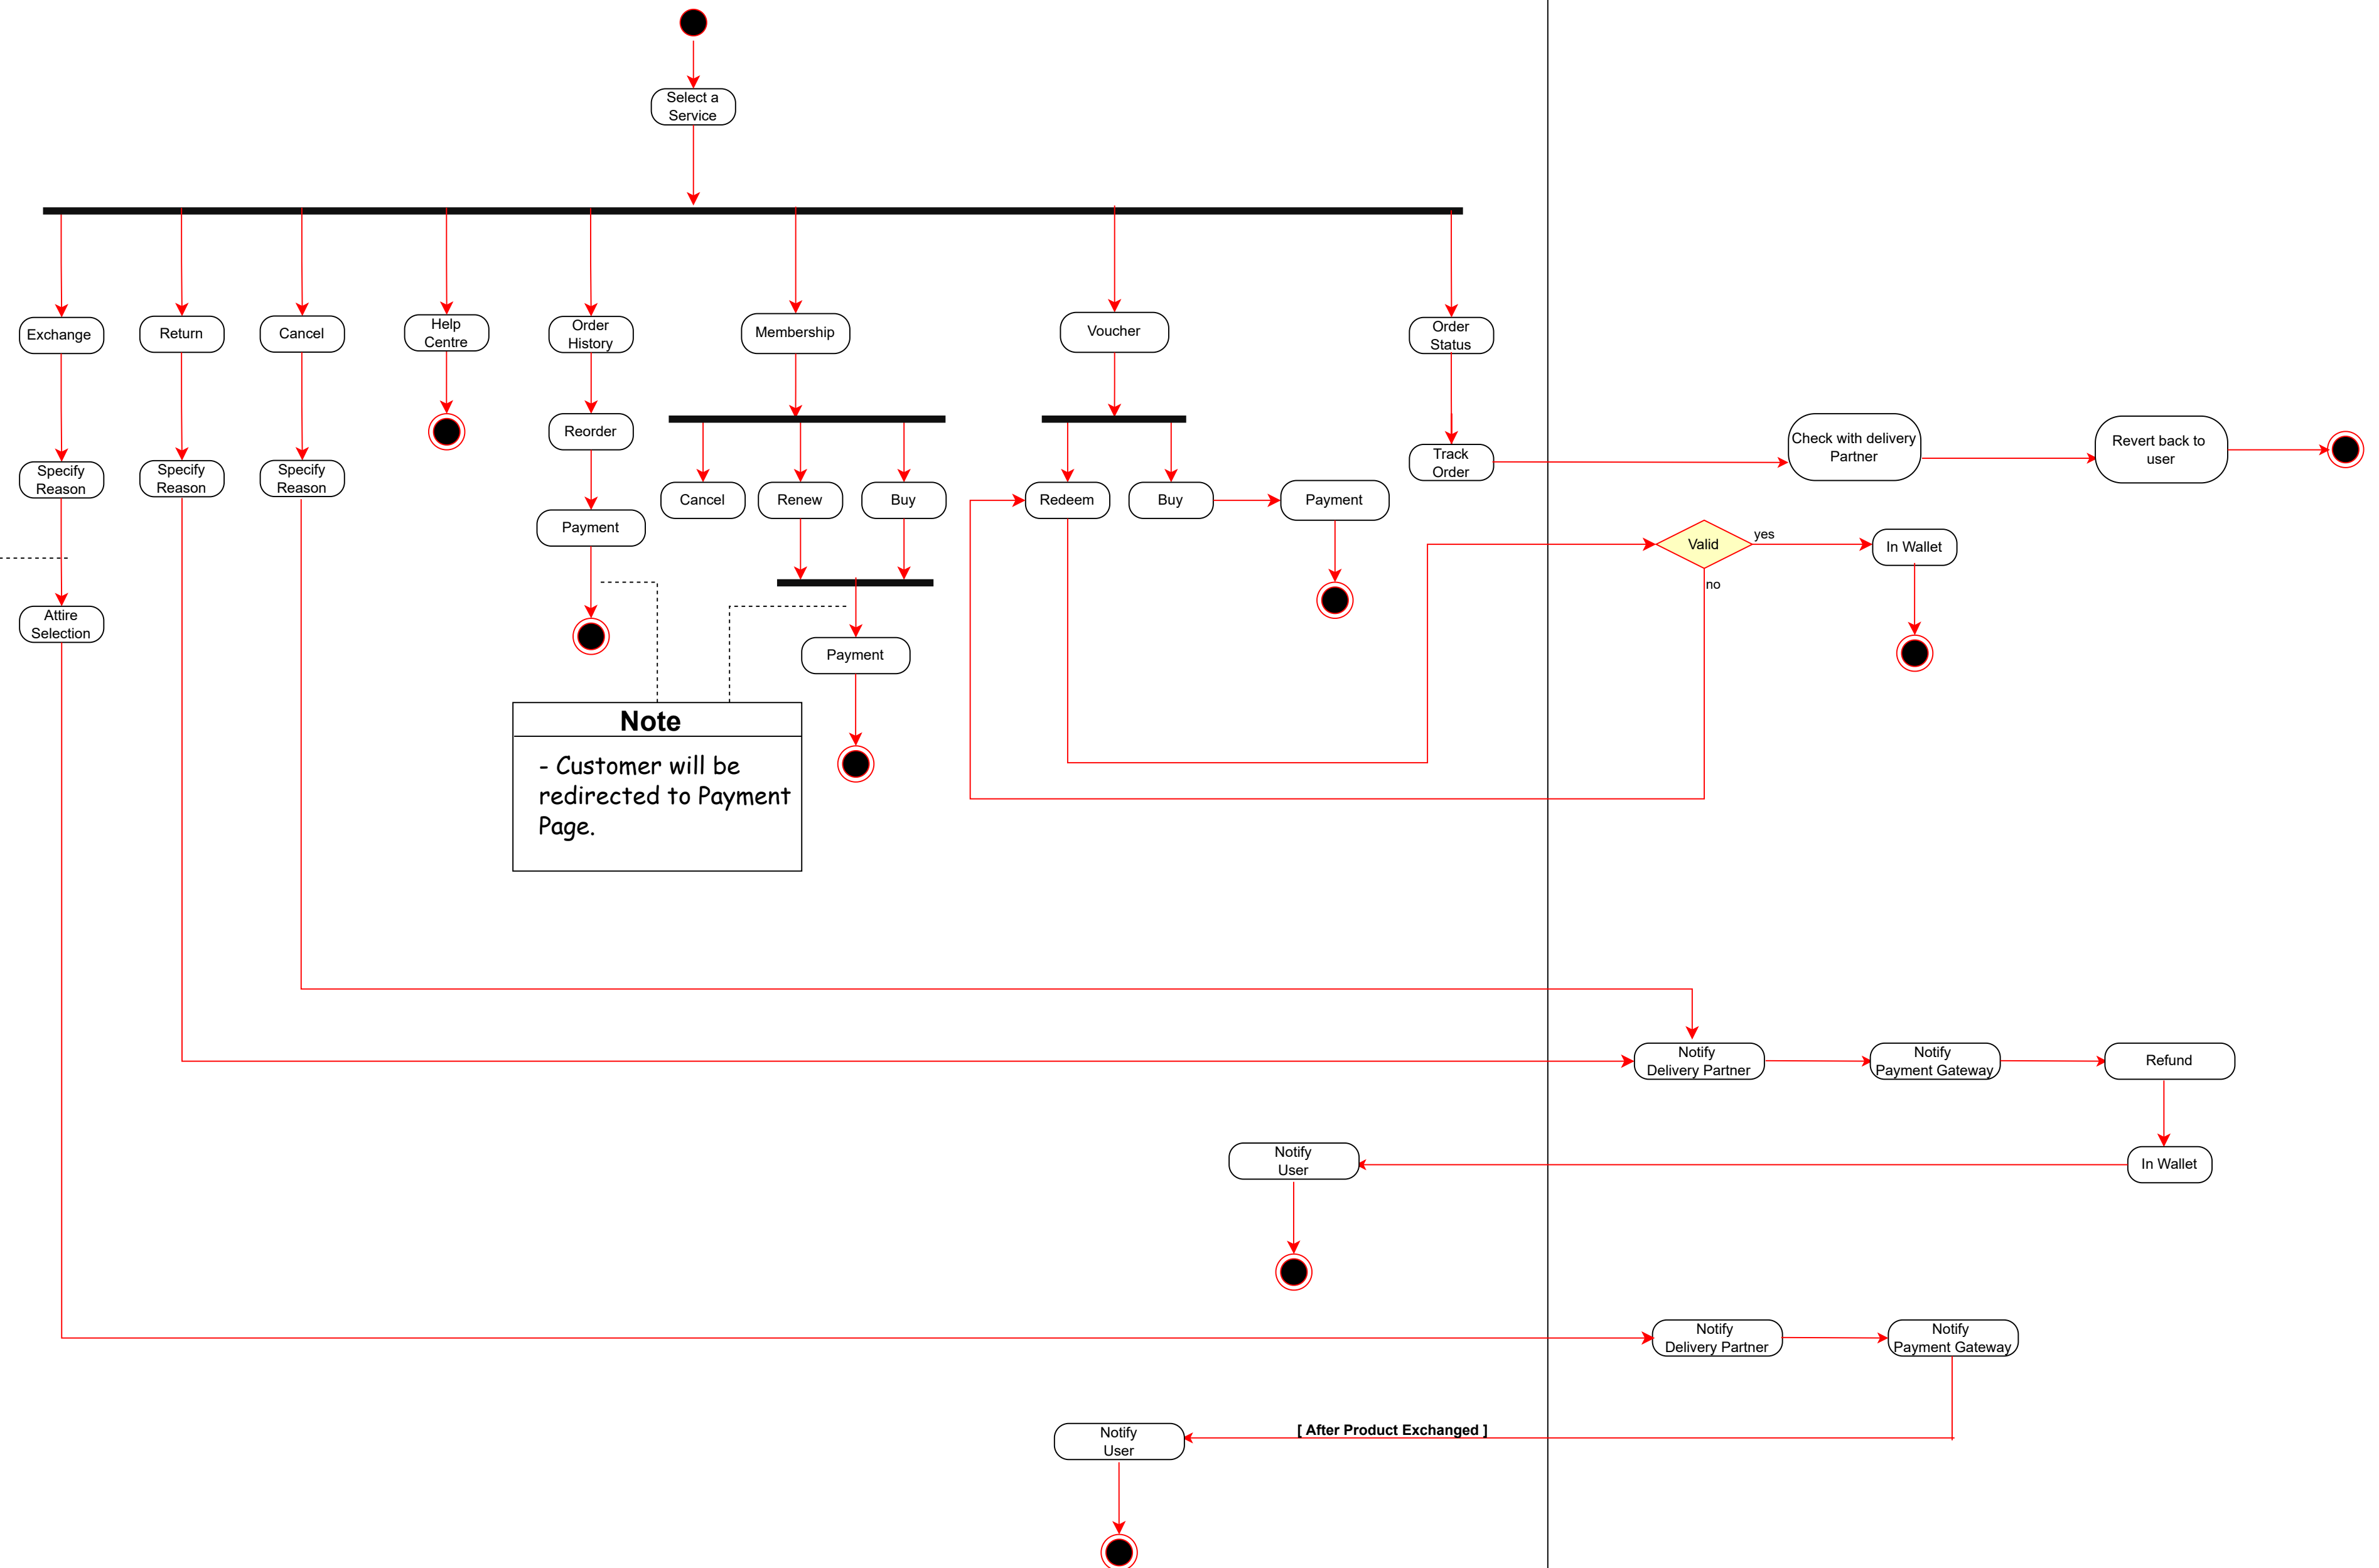 Select a
Service
Exchange
Return
Cancel
Help
Centre
Order
History
Membership
Voucher
Order
Status
Specify
Reason
Specify
Reason
Specify
Reason
Reorder
Track
Order
Check with delivery
Partner
Revert back to
user
Cancel
Renew
Buy
Redeem
Buy
Payment
Payment
Valid
yes
no
In Wallet
Attire
Selection
Payment
Note
- Customer will be
redirected to Payment
Page.
Notify
Delivery Partner
Notify
Payment Gateway
Refund
Notify
User
In Wallet
Notify
Delivery Partner
Notify
Payment Gateway
[ After Product Exchanged ]
Notify
User